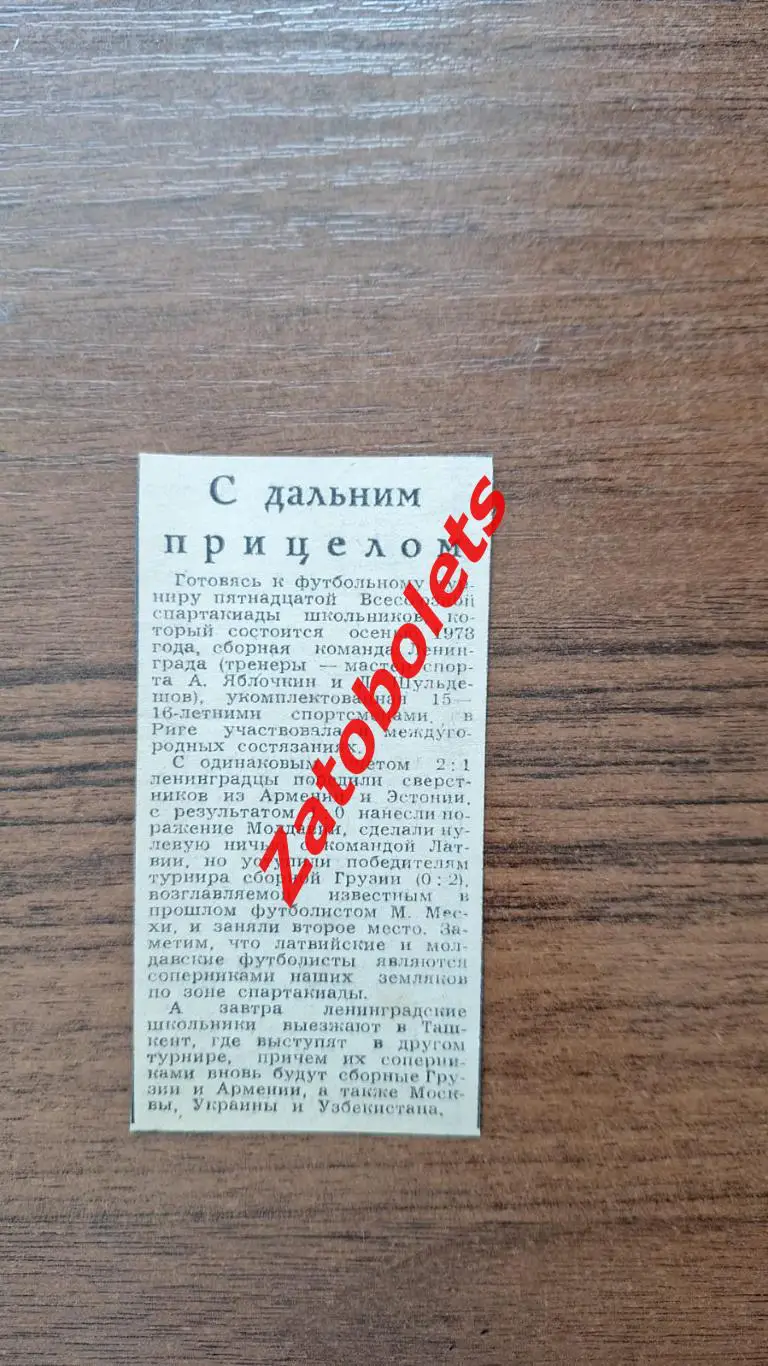 С дальним
прицелом
Готовясь к футбольному
ниру пятнадцатой Всесоюзной
спартакиады школьников, ко-
торый состоится осенью 1973
года, сборная команда Ленин-
града (тренеры — мастер спор-
та А. Яблочкин и Шульде-
шов), укомплектованная 15—
16-летними спортсменами, в
Риге участвовала в междуго-
родных состязаниях.
С одинаковым счетом 2:1
ленинградцы победили сверст-
ников из Армении и Эстонии,
с результатом нанесли по-
ражение Молдавии, сделали ну-
левую ничью с командой Лат-
вии, но уступили победителям
турнира сборной Грузии (0:2),
возглавляемой известным в
прошлом футболистом М. Мес-
хи, и заняли второе место. За-
метим, что латвийские и мол-
давские футболисты являются
соперниками наших земляков
по зоне спартакиады.
А завтра ленинградские
школьники выезжают в Таш-
кент, где выступят в другом
турнире, причем их соперни-
ками вновь будут сборные Гру-
зии и Армении, а также Моск-
вы, Украины и Узбекистана.
Zatobolets